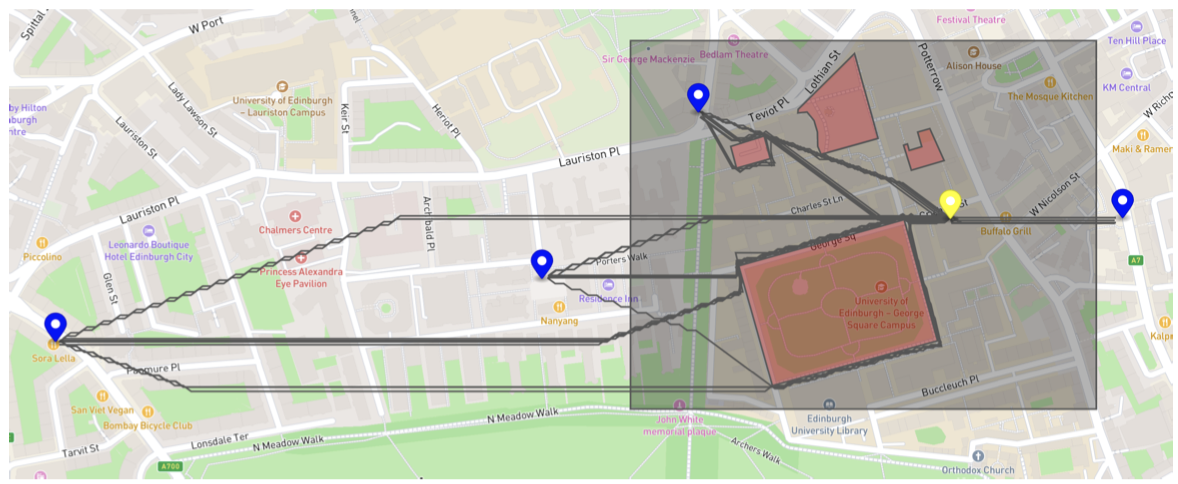 Spittal
W Port
Festival Theatre
Ten Hill Place
Sir George Mackenzie
Bedlam Theatre
Lothian St
Potterrow
Alison House
KM Central
The Mosque Kitchen
W Richm
University of Edinburgh
– Lauriston Campus
Lady Lawson St
Keir St
Heriot Pl
Teviot Pl
by Hilton
Lauriston St
Maki & Ramen
Lauriston Pl
W Nicolson St
Lauriston Pl
Archibald Pl
Charles St Ln
Chalmers Centre
Buffalo Grill
Piccolino
Leonardo Boutique
Hotel Edinburgh City
George Sq
A7
Porters Walk
Princess Alexandra
Eye Pavilion
Glen St
Residence Inn
University of
Edinburgh – George
Square Campus
Nanyang
Sora Lella
Panmure Pl
Buccleuch Pl
San Viet Vegan
Bombay Bicycle Club
N Meadow Walk
John White
memorial plaque
Edinburgh
University Library
Lonsdale Ter
N Meadow Walk
Tarvit St
Archers Walk
A700
Orthodox Church